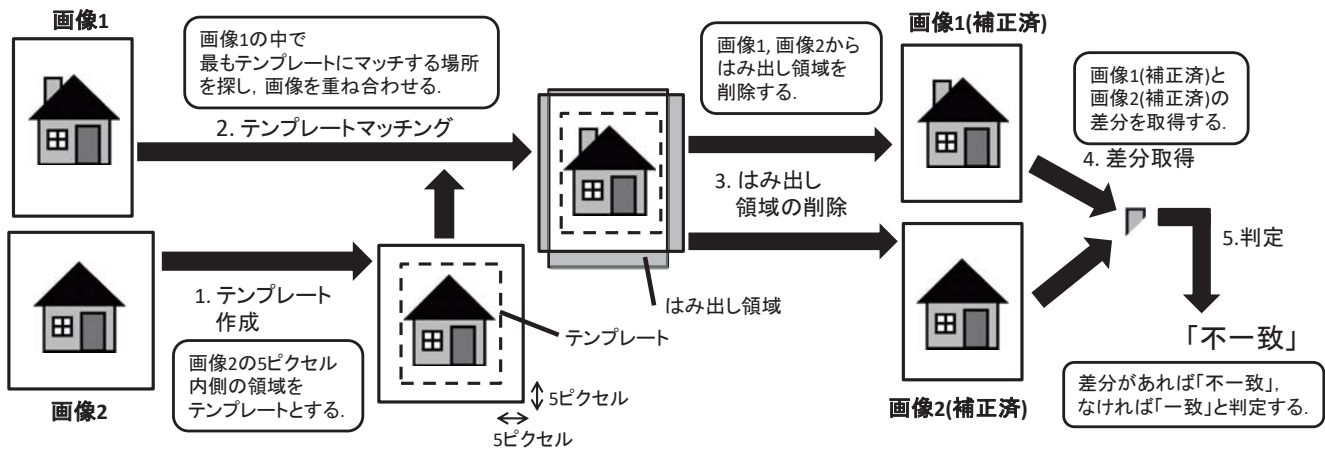 画像1
画像1の中で
最もテンプレートにマッチする場所
を探し, 画像を重ね合わせる.
2. テンプレートマッチング
画像1, 画像2から
はみ出し領域を
削除する.
3. はみ出し
領域の削除
画像1(補正済)
画像1(補正済)と
画像2(補正済)の
差分を取得する.
4. 差分取得
5.判定
1. テンプレート
作成
画像2の5ピクセル
内側の領域を
テンプレートとする.
画像2
はみ出し領域
テンプレート
5ピクセル
5ピクセル
画像2(補正済)
「不一致」
差分があれば「不一致」,
なければ「一致」と判定する.